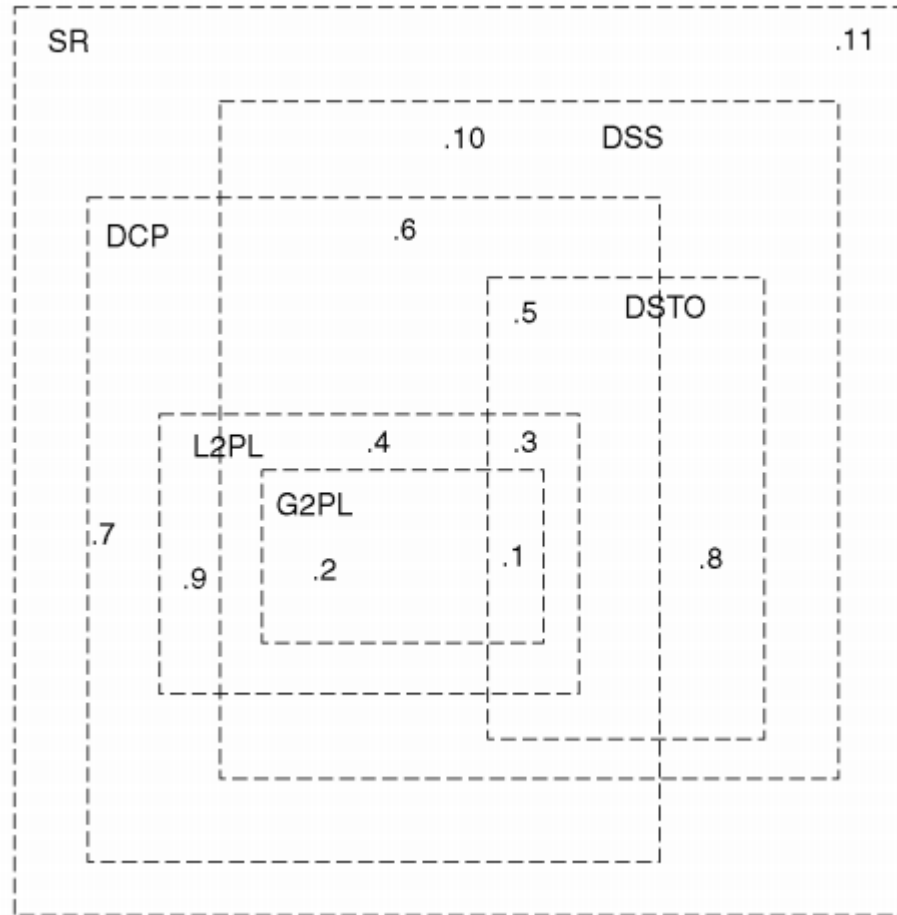 SR .11
.10 DSS
DCP .6
.5 DSTO
L2PL .4 .3
G2PL
.7 .9 .2 .1 .8